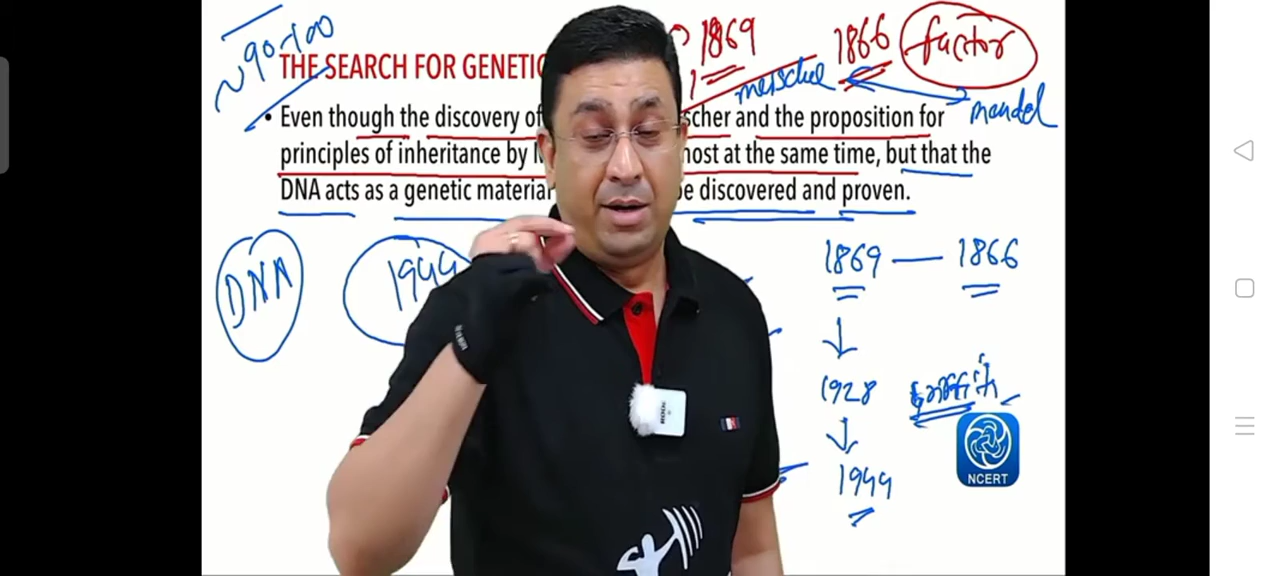 ~90-100
1869 1866 factor
THE SEARCH FOR GENETIC
meischer mendel
• Even though the discovery of scher and the proposition for
principles of inheritance by most at the same time, but that the
DNA acts as a genetic material be discovered and proven.
DNA 1944 1869 — 1866
1928 Griffith
NCERT
1944